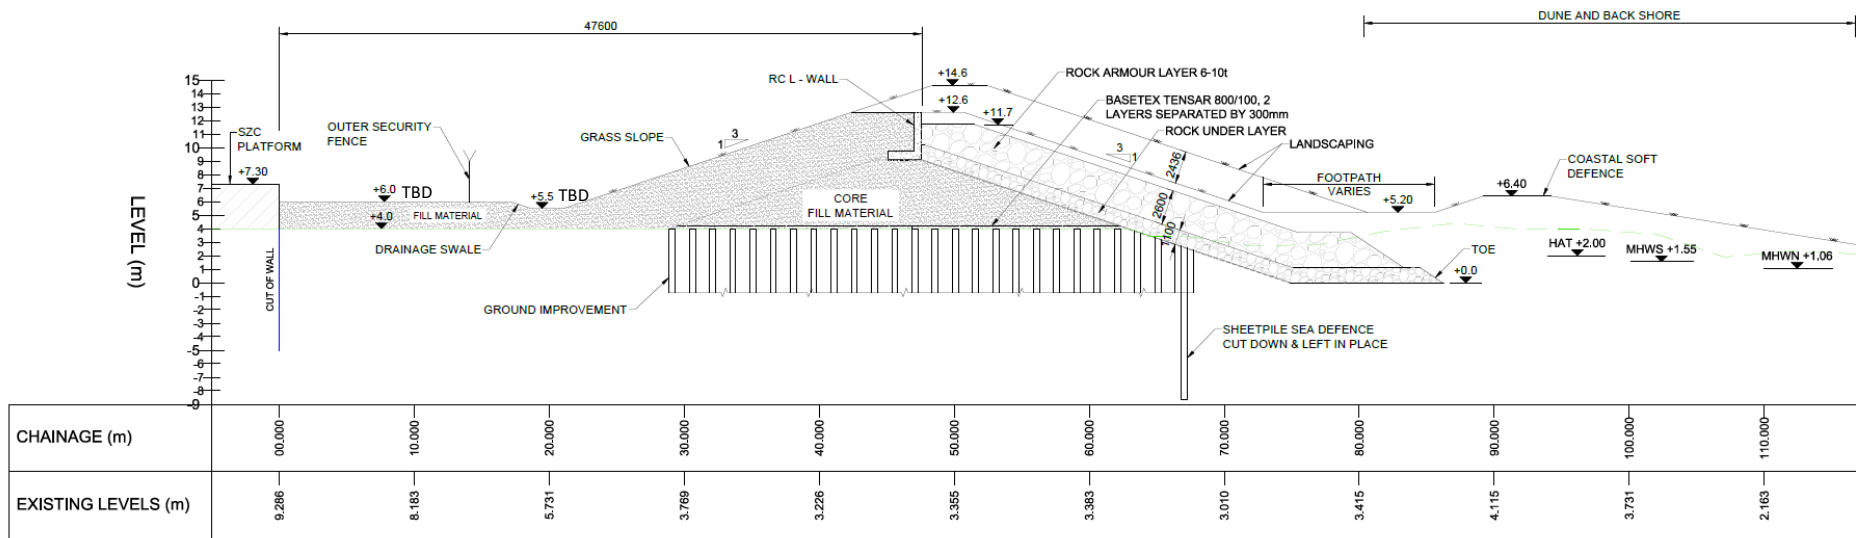 DUNE AND BACK SHORE
47600
LEVEL (m)
15
14
13
12
11
10
9
8
7
6
5
4
3
2
1
0
-1
-2
-3
-4
-5
-6
-7
-8
-9
SZC
PLATFORM
+7.30
OUTER SECURITY
FENCE
+6.0 TBD
+4.0
FILL MATERIAL
+5.5 TBD
DRAINAGE SWALE
CUT OF WALL
GRASS SLOPE
3
1
RC L - WALL
+14.6
+12.6
+11.7
ROCK ARMOUR LAYER 6-10t
BASETEX TENSAR 800/100, 2
LAYERS SEPARATED BY 300mm
ROCK UNDER LAYER
LANDSCAPING
3
1
2436
2600
1100
CORE
FILL MATERIAL
GROUND IMPROVEMENT
FOOTPATH
VARIES
+5.20
+6.40
COASTAL SOFT
DEFENCE
HAT +2.00
MHWS +1.55
MHWN +1.06
TOE
+0.0
SHEETPILE SEA DEFENCE
CUT DOWN & LEFT IN PLACE
CHAINAGE (m)
00.000
10.000
20.000
30.000
40.000
50.000
60.000
70.000
80.000
90.000
100.000
110.000
EXISTING LEVELS (m)
9.286
8.183
5.731
3.769
3.226
3.355
3.383
3.010
3.415
4.115
3.731
2.163